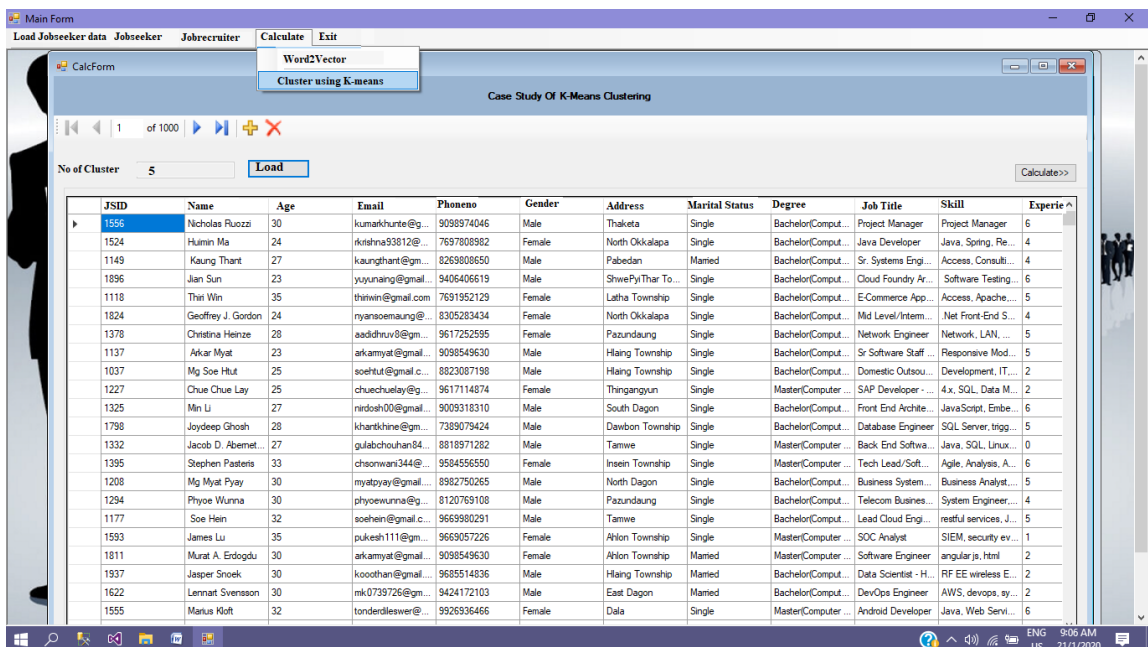 Main Form
Load Jobseeker data Jobseeker Jobrecruiter Calculate Exit
Word2Vector
Cluster using K-means
CalcForm
Case Study Of K-Means Clustering
1 of 1000
No of Cluster 5 Load
Calculate>>
JSID Name Age Email Phoneno Gender Address Marital Status Degree Job Title Skill Experie
1556 Nicholas Ruozzi 30 kumarkhunte@g... 9098974046 Male Thaketa Single Bachelor(Comput... Project Manager Project Manager 6
1524 Huimin Ma 24 rkrishna93812@... 7697808982 Female North Okkalapa Single Bachelor(Comput... Java Developer Java, Spring, Re... 4
1149 Kaung Thant 27 kaungthant@gm... 8269808650 Male Pabedan Married Bachelor(Comput... Sr. Systems Engi... Access, Consulti... 4
1896 Jian Sun 23 yuyunaing@gmail... 9406406619 Male ShwePyiThar To... Single Bachelor(Comput... Cloud Foundry Ar... Software Testing... 6
1118 Thiri Win 35 thiriwin@gmail.com 7691952129 Female Latha Township Single Bachelor(Comput... E-Commerce App... Access, Apache,... 5
1824 Geoffrey J. Gordon 24 nyansoemaung@... 8305283434 Female North Okkalapa Single Bachelor(Comput... Mid Level/Interm... .Net Front-End S... 4
1378 Christina Heinze 28 aadidhruv8@gm... 9617252595 Female Pazundaung Single Bachelor(Comput... Network Engineer Network, LAN, ... 5
1137 Arkar Myat 23 arkarmyat@gmail... 9098549630 Male Hlaing Township Single Bachelor(Comput... Sr Software Staff ... Responsive Mod... 5
1037 Mg Soe Htut 25 soehtut@gmail.c... 8823087198 Male Hlaing Township Single Bachelor(Comput... Domestic Outsou... Development, IT,... 2
1227 Chue Chue Lay 25 chuechuelay@g... 9617114874 Female Thingangyun Single Master(Computer ... SAP Developer - ... 4.x, SQL, Data M... 2
1325 Min Li 27 nirdosh00@gmail... 9009318310 Male South Dagon Single Bachelor(Comput... Front End Archite... JavaScript, Embe... 6
1798 Joydeep Ghosh 28 khantkhine@gm... 7389079424 Male Dawbon Township Single Bachelor(Comput... Database Engineer SQL Server, trigg... 5
1332 Jacob D. Abernet... 27 gulabchouhan84... 8818971282 Male Tamwe Single Master(Computer ... Back End Softwa... Java, SQL, Linux... 0
1395 Stephen Pasteris 33 chsonwani344@... 9584556550 Female Insein Township Single Master(Computer ... Tech Lead/Soft... Agile, Analysis, A... 6
1208 Mg Myat Pyay 30 myatpyay@gmail... 8982750265 Male North Dagon Single Bachelor(Comput... Business System... Business Analyst,... 5
1294 Phyoe Wunna 30 phyoewunna@g... 8120769108 Male Pazundaung Single Bachelor(Comput... Telecom Busines... System Engineer,... 4
1177 Soe Hein 32 soehein@gmail.c... 9669980291 Male Tamwe Single Bachelor(Comput... Lead Cloud Engi... restful services, J... 5
1593 James Lu 35 pukesh111@gm... 9669057226 Female Ahlon Township Single Master(Computer ... SOC Analyst SIEM, security ev... 1
1811 Murat A. Erdogdu 30 arkarmyat@gmail... 9098549630 Male Ahlon Township Married Master(Computer ... Software Engineer angular js, html 2
1937 Jasper Snoek 30 kooothan@gmail.... 9685514836 Male Hlaing Township Married Bachelor(Comput... Data Scientist - H... RF EE wireless E... 2
1622 Lennart Svensson 30 mk0739726@gm... 9424172103 Male East Dagon Married Bachelor(Comput... DevOps Engineer AWS, devops, sy... 2
1555 Marius Kloft 32 tonderdileswer@... 9926936466 Female Dala Single Master(Computer ... Android Developer Java, Web Servi... 6
ENG 9:06 AM
US 21/1/2020